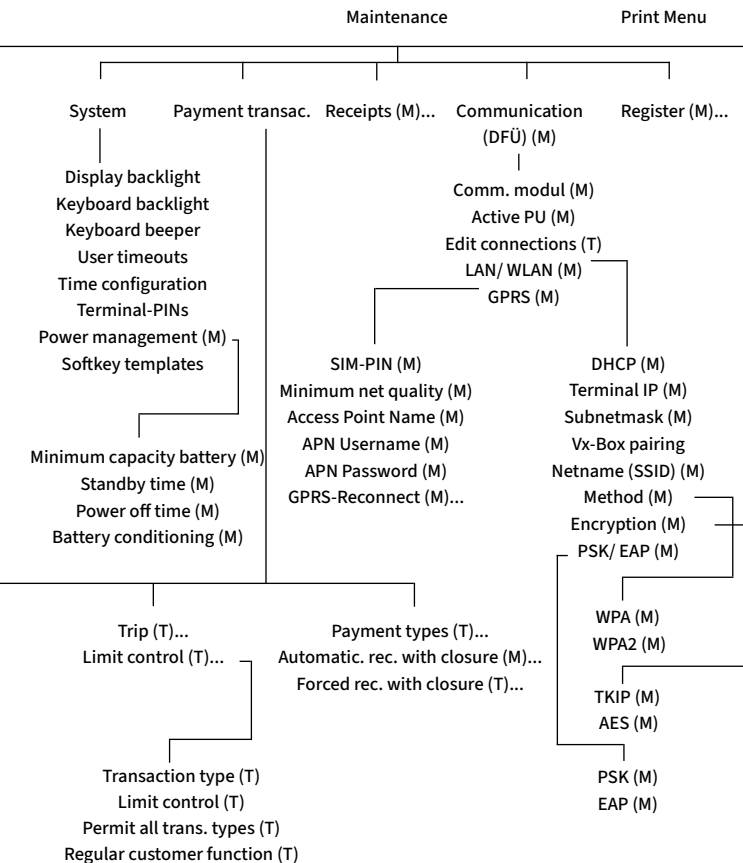 Maintenance
Print Menu
System
Payment transac.
Receipts (M)...
Communication
(DFÜ) (M)
Register (M)...
Display backlight
Keyboard backlight
Keyboard beeper
User timeouts
Time configuration
Terminal-PINs
Power management (M)
Softkey templates
Comm. modul (M)
Active PU (M)
Edit connections (T)
LAN/ WLAN (M)
GPRS (M)
SIM-PIN (M)
Minimum net quality (M)
Access Point Name (M)
APN Username (M)
APN Password (M)
GPRS-Reconnect (M)...
DHCP (M)
Terminal IP (M)
Subnetmask (M)
Vx-Box pairing
Netname (SSID) (M)
Method (M)
Encryption (M)
PSK/ EAP (M)
Minimum capacity battery (M)
Standby time (M)
Power off time (M)
Battery conditioning (M)
Trip (T)...
Limit control (T)...
Payment types (T)...
Automatic. rec. with closure (M)...
Forced rec. with closure (T)...
WPA (M)
WPA2 (M)
TKIP (M)
AES (M)
PSK (M)
EAP (M)
Transaction type (T)
Limit control (T)
Permit all trans. types (T)
Regular customer function (T)